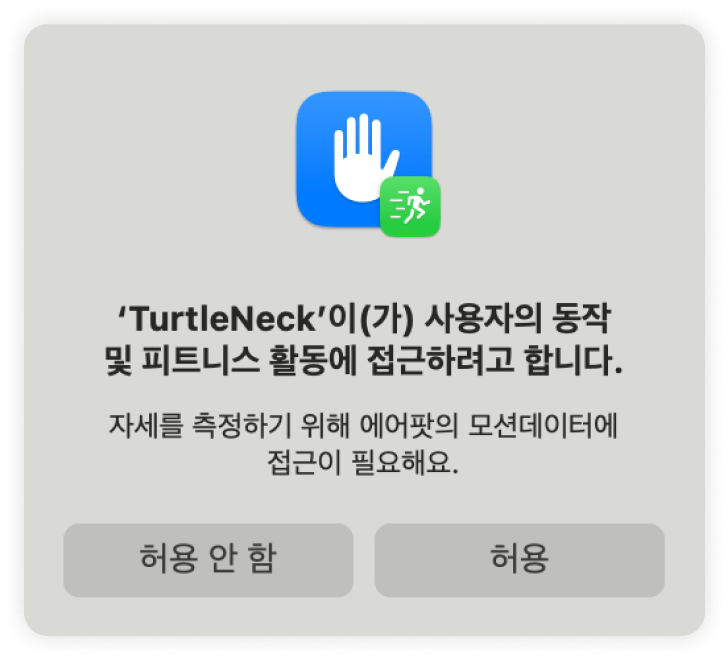 ‘TurtleNeck’이(가) 사용자의 동작
및 피트니스 활동에 접근하려고 합니다.
자세를 측정하기 위해 에어팟의 모션데이터에
접근이 필요해요.
허용 안 함
허용